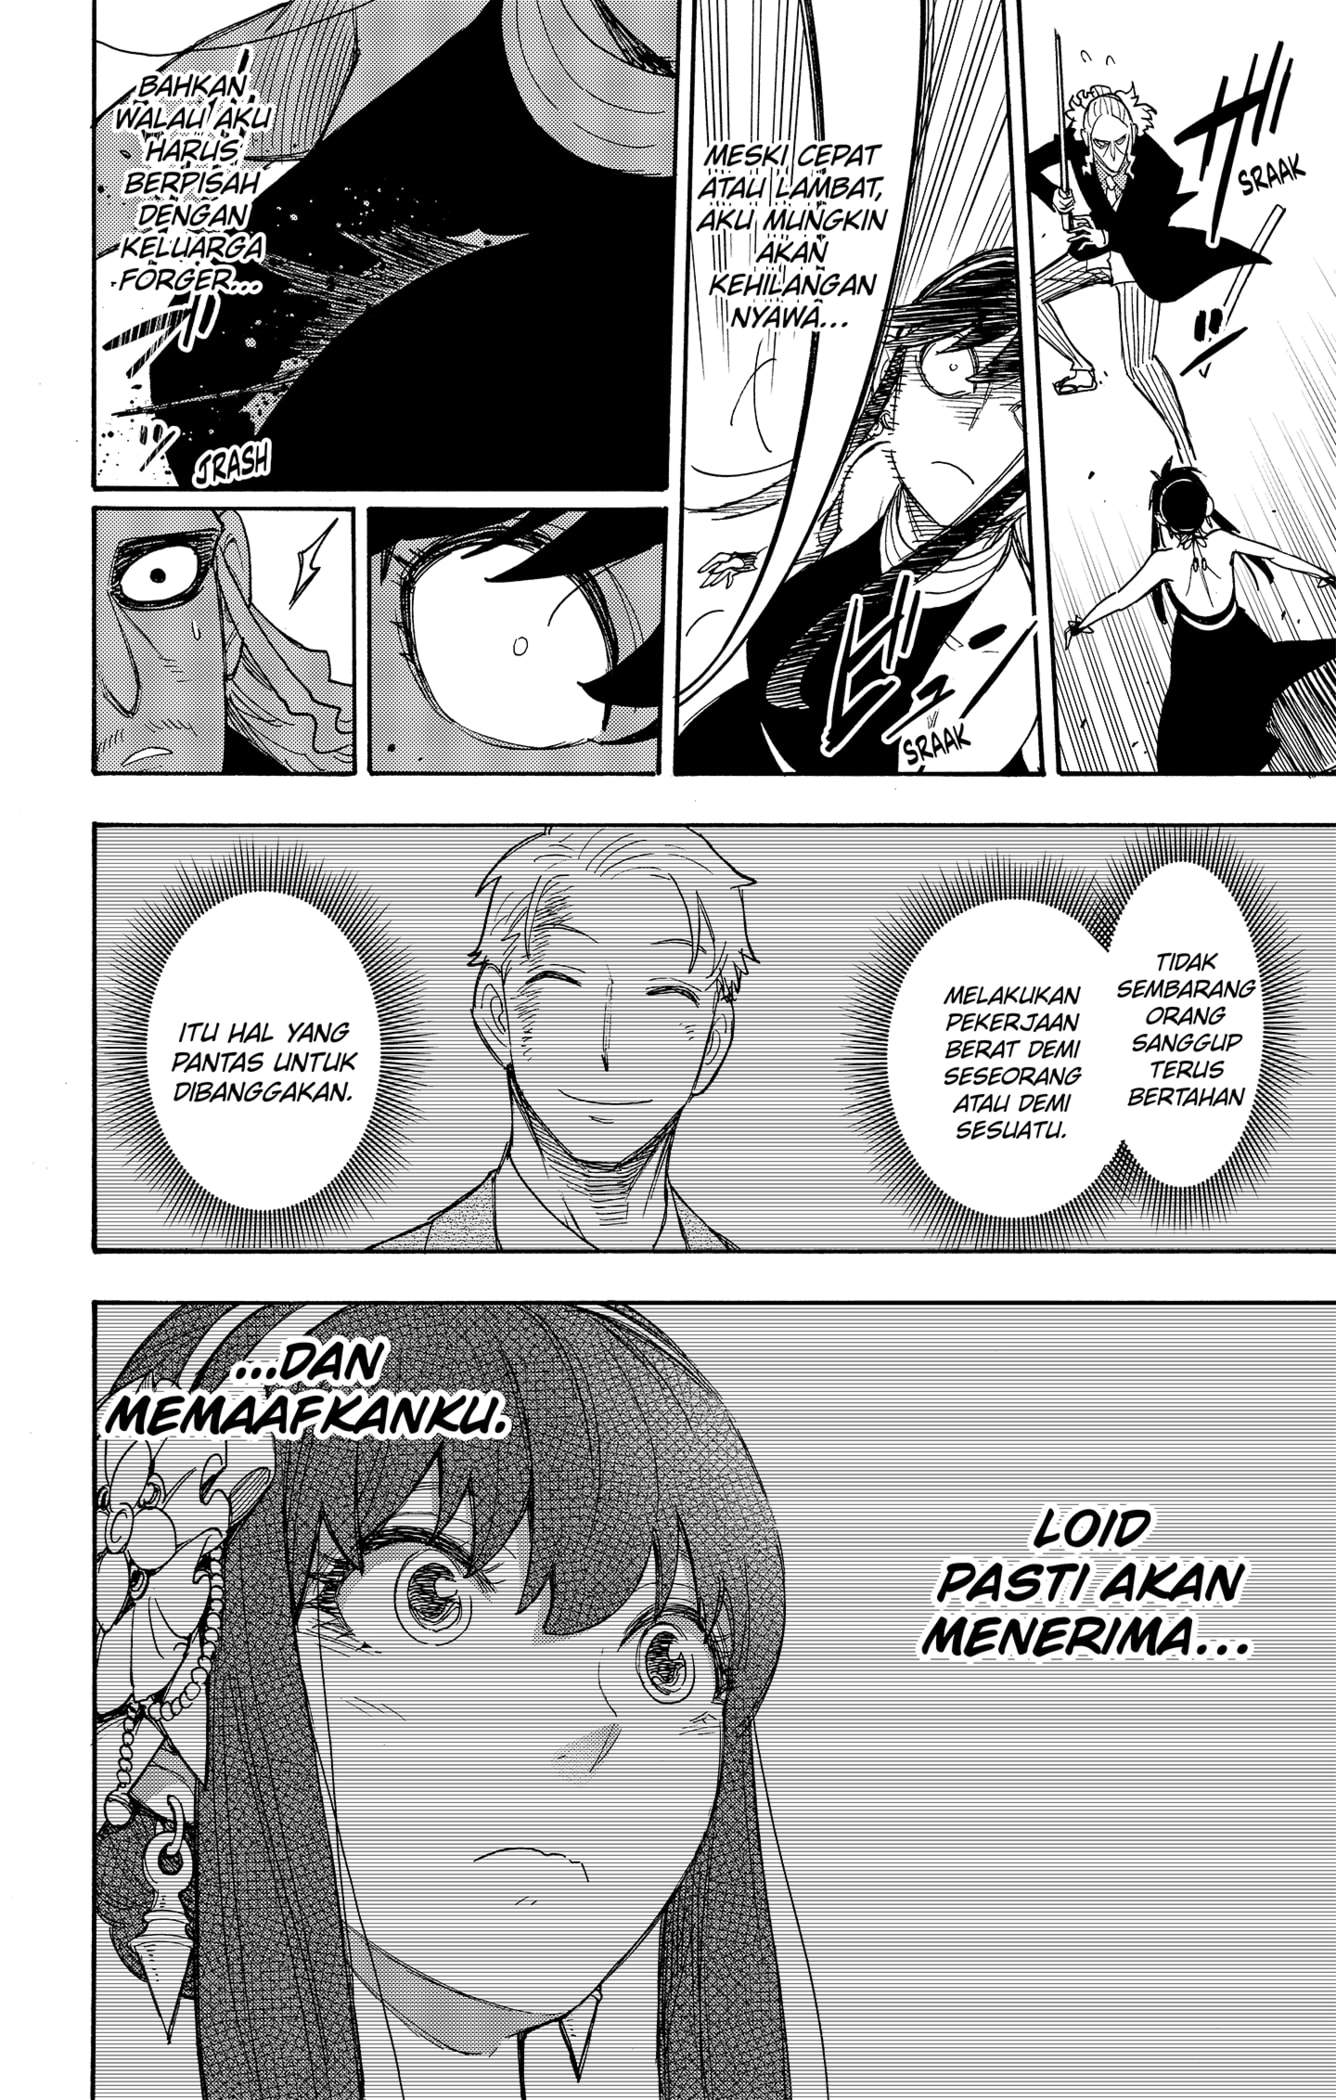 SRAAK
MESKI CEPAT
ATAU LAMBAT,
AKU MUNGKIN
AKAN
KEHILANGAN
NYAWA...
SRAAK
BAHKAN
WALAU AKU
HARUS
BERPISAH
DENGAN
KELUARGA
FORGER...
JRASH
TIDAK
SEMBARANG
ORANG
SANGGUP
TERUS
BERTAHAN
MELAKUKAN
PEKERJAAN
BERAT DEMI
SESEORANG
ATAU DEMI
SESUATU.
ITU HAL YANG
PANTAS UNTUK
DIBANGGAKAN.
LOID
PASTI AKAN
MENERIMA...
...DAN
MEMAAFKANKU.